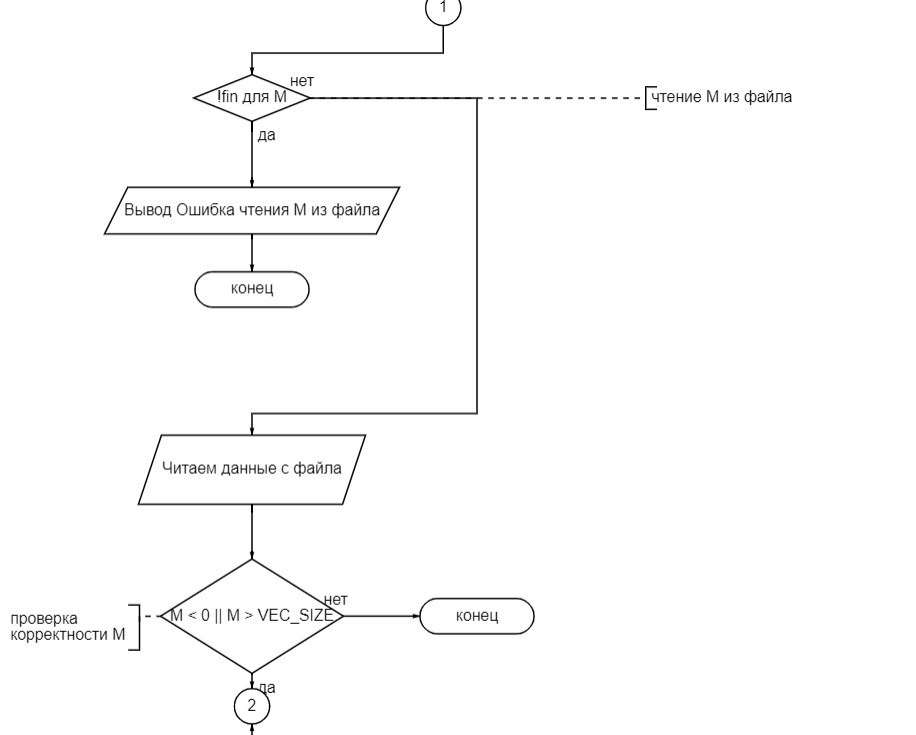 1
нет
!fin для M
чтение M из файла
да
Вывод Ошибка чтения M из файла
конец
Читаем данные с файла
нет
M < 0 || M > VEC_SIZE
конец
проверка
корректности M
да
2